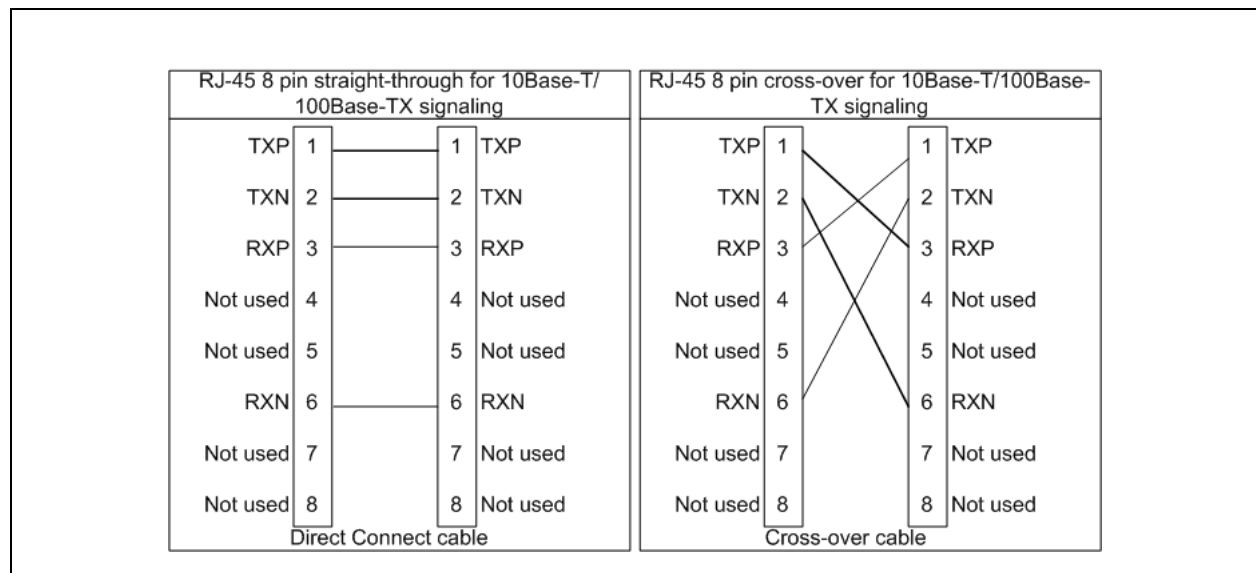 RJ-45 8 pin straight-through for 10Base-T/
100Base-TX signaling
TXP 1 1 TXP
TXN 2 2 TXN
RXP 3 3 RXP
Not used 4 4 Not used
Not used 5 5 Not used
RXN 6 6 RXN
Not used 7 7 Not used
Not used 8 8 Not used
Direct Connect cable
RJ-45 8 pin cross-over for 10Base-T/100Base-
TX signaling
TXP 1 1 TXP
TXN 2 2 TXN
RXP 3 3 RXP
Not used 4 4 Not used
Not used 5 5 Not used
RXN 6 6 RXN
Not used 7 7 Not used
Not used 8 8 Not used
Cross-over cable